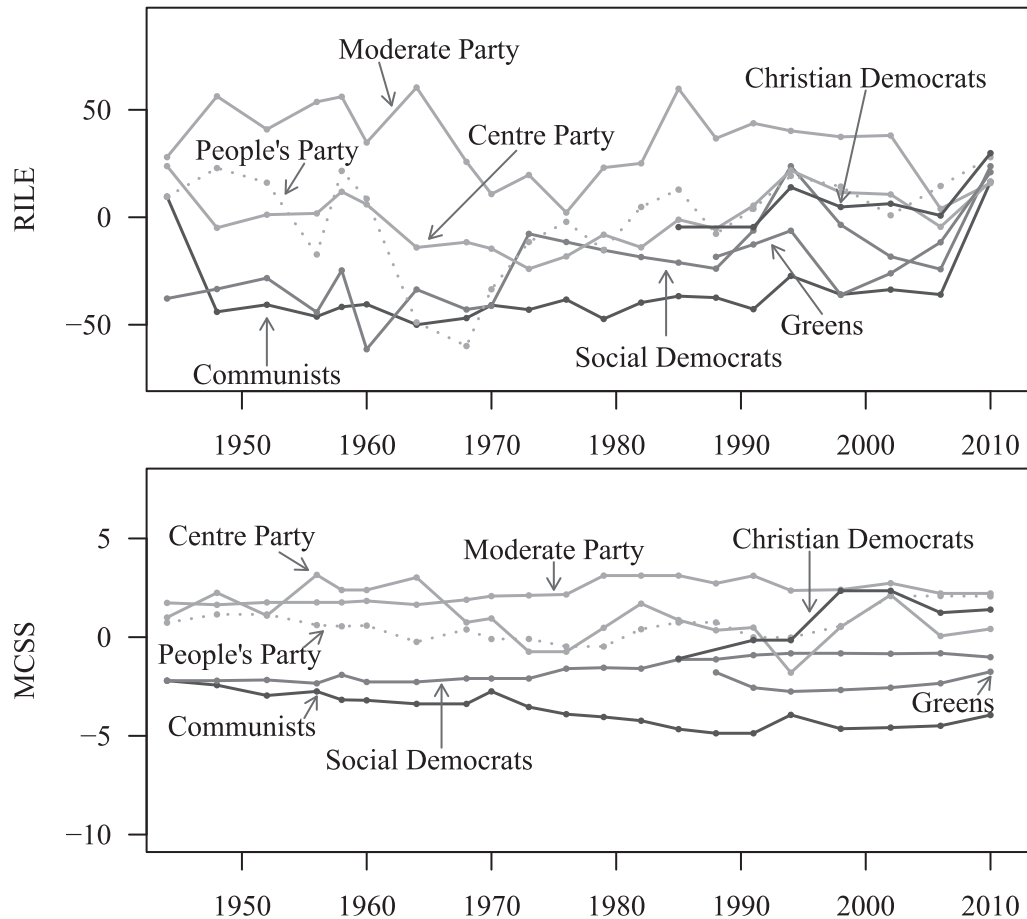 RILE
50
0
−50
Moderate Party
Christian Democrats
People's Party
Centre Party
Greens
Social Democrats
Communists
1950 1960 1970 1980 1990 2000 2010
MCSS
5
0
−5
−10
Centre Party
Moderate Party
Christian Democrats
People's Party
Greens
Communists
Social Democrats
1950 1960 1970 1980 1990 2000 2010